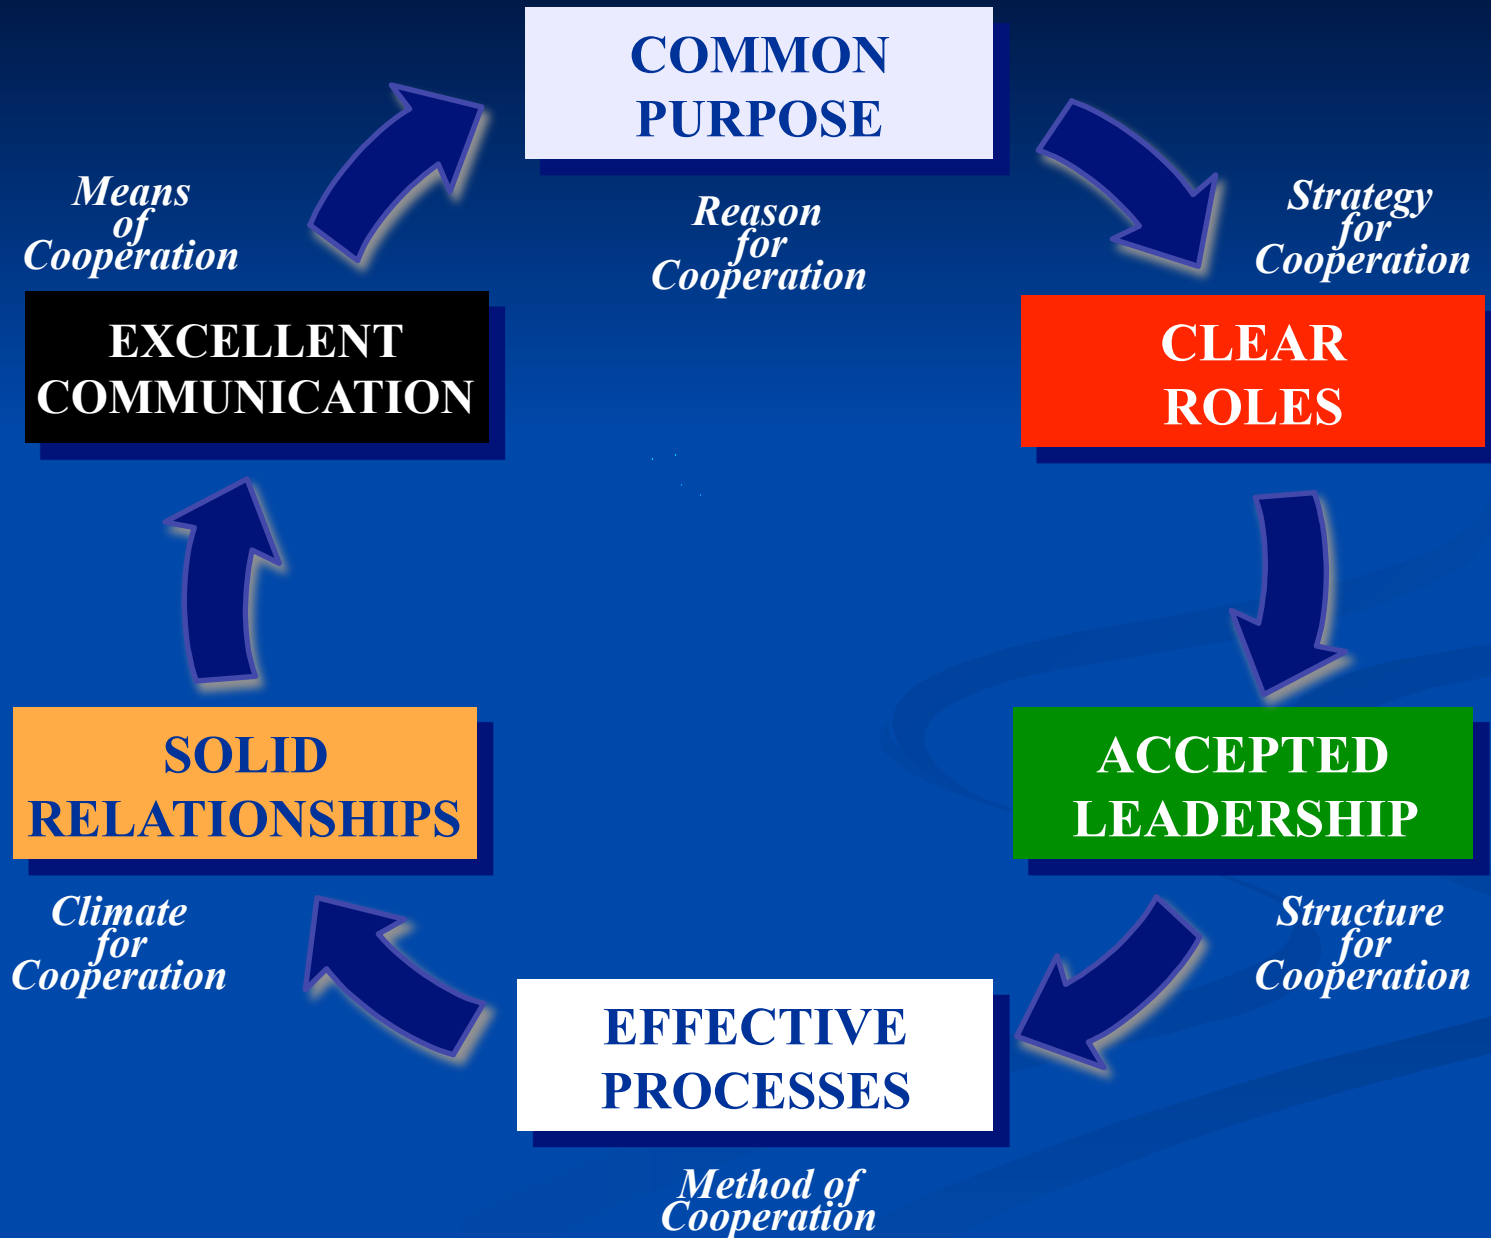 COMMON
PURPOSE
Reason
for
Cooperation
Strategy
for
Cooperation
CLEAR
ROLES
ACCEPTED
LEADERSHIP
Structure
for
Cooperation
EFFECTIVE
PROCESSES
Method of
Cooperation
SOLID
RELATIONSHIPS
Climate
for
Cooperation
Means
of
Cooperation
EXCELLENT
COMMUNICATION